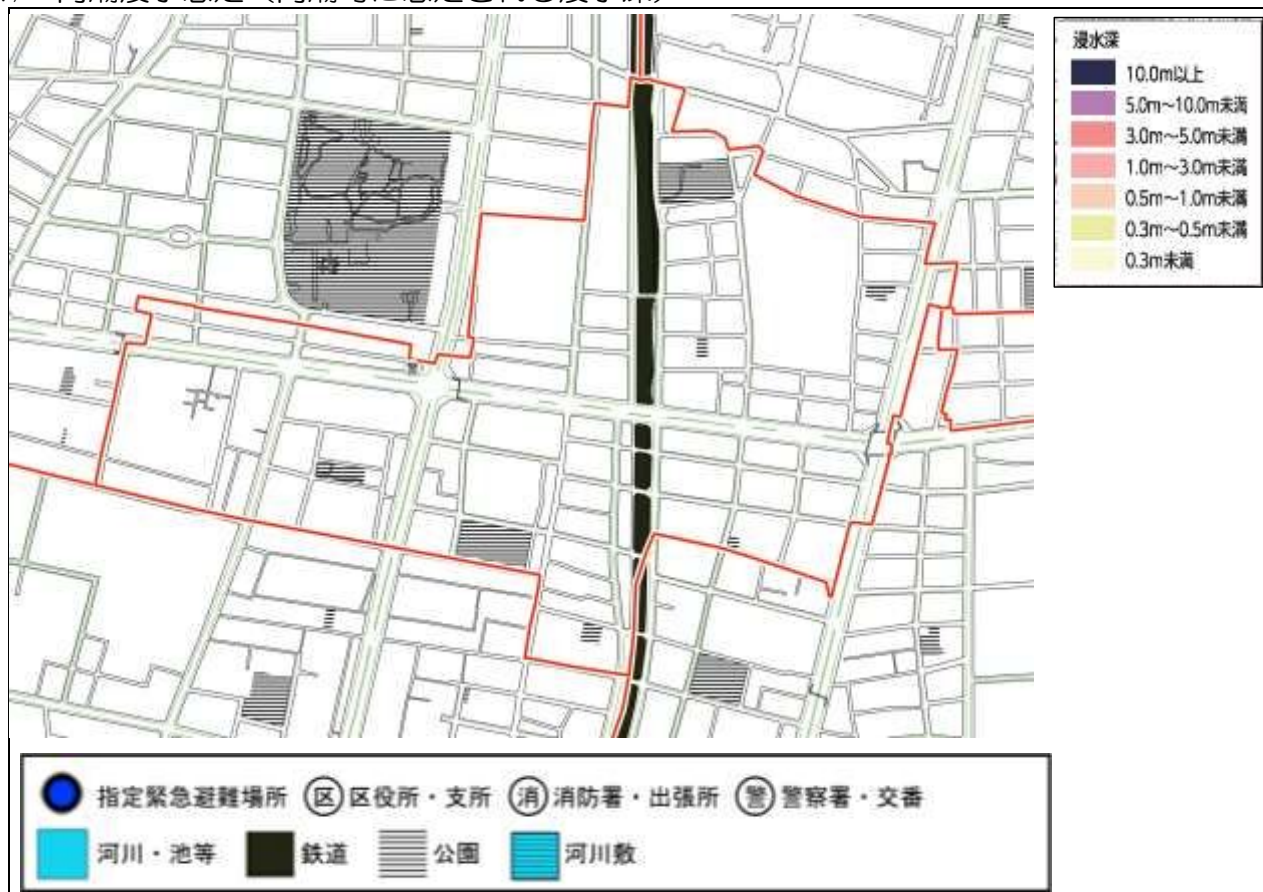 浸水深
10.0m以上
5.0m～10.0m未満
3.0m～5.0m未満
1.0m～3.0m未満
0.5m～1.0m未満
0.3m～0.5m未満
0.3m未満
指定緊急避難場所 区 区役所・支所 消 消防署・出張所 警 警察署・交番
河川・池等 鉄道 公園 河川敷